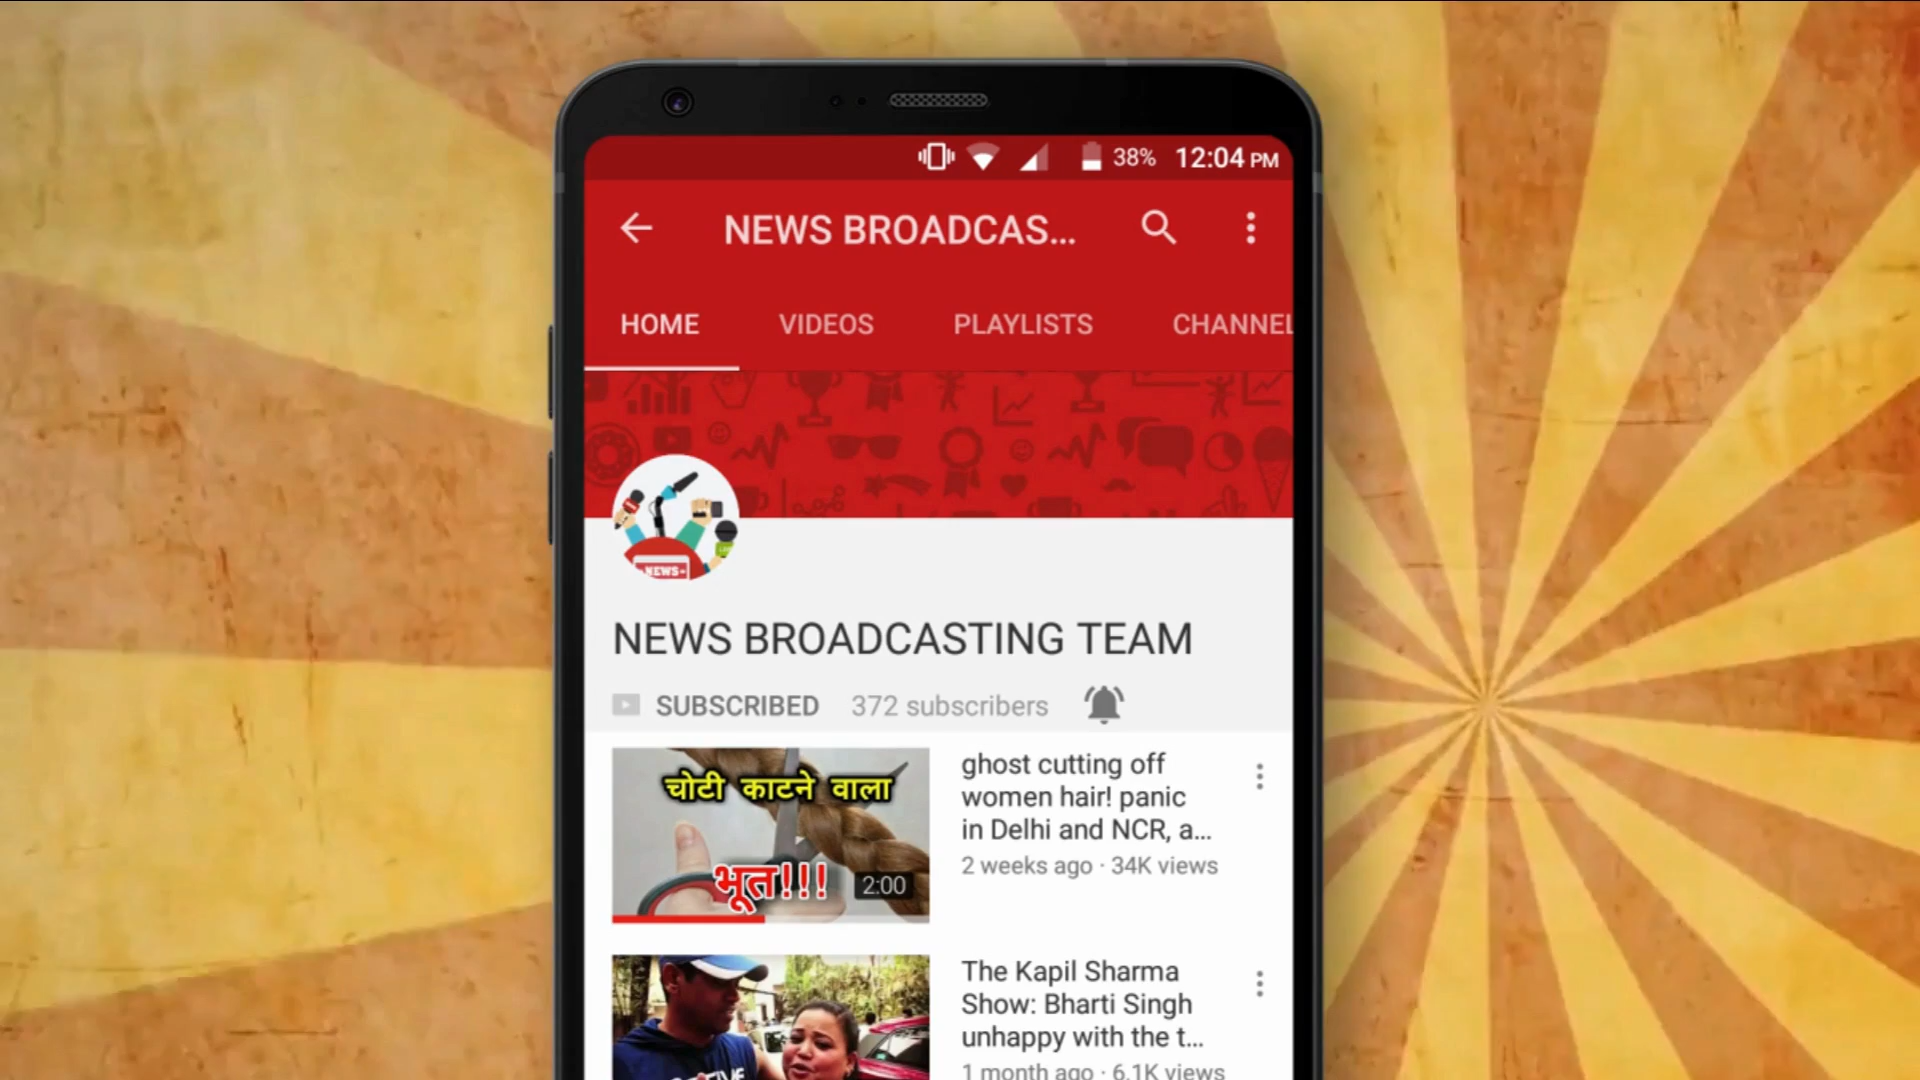 38% 12:04 PM
NEWS BROADCAS...
HOME VIDEOS PLAYLISTS CHANNEL
NEWS
NEWS BROADCASTING TEAM
SUBSCRIBED 372 subscribers
चोटी काटने वाला
भूत!!!
2:00
ghost cutting off
women hair! panic
in Delhi and NCR, a...
2 weeks ago · 34K views
The Kapil Sharma
Show: Bharti Singh
unhappy with the t...
1 month ago · 6.1K views